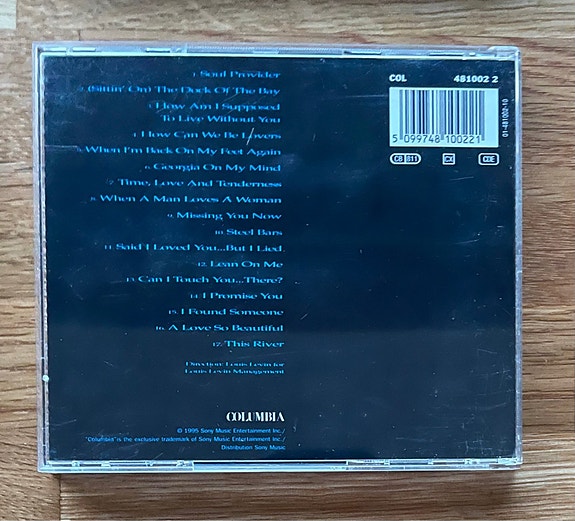 1. Soul Provider
2. (Sittin' On) The Dock Of The Bay
3. How Am I Supposed
To Live Without You
4. How Can We Be Lovers
5. When I'm Back On My Feet Again
6. Georgia On My Mind
7. Time, Love And Tenderness
8. When A Man Loves A Woman
9. Missing You Now
10. Steel Bars
11. Said I Loved You...But I Lied
12. Lean On Me
13. Can I Touch You...There?
14. I Promise You
15. I Found Someone
16. A Love So Beautiful
17. This River
Direction: Louis Levin for
Louis Levin Management
COLUMBIA
© 1995 Sony Music Entertainment Inc./
"Columbia" is the exclusive trademark of Sony Music Entertainment Inc./
Distribution Sony Music
COL 481002 2
5 099748 100221
01-481002-10
CB 811
CX
CDE